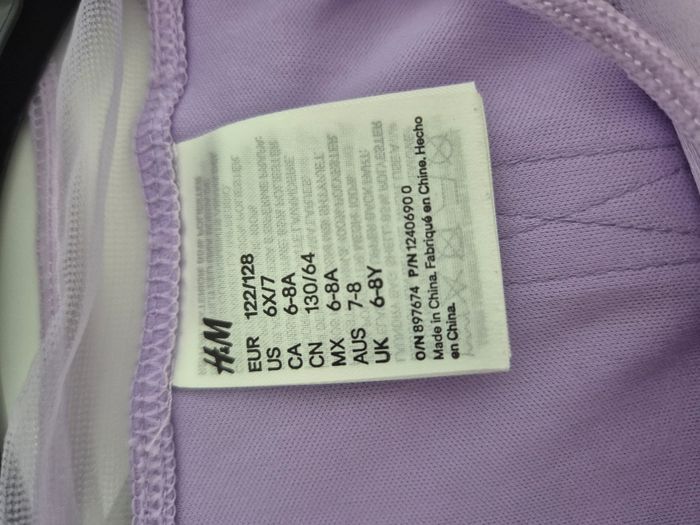 H&M
EUR 122/128
US 6X/7
CA 6-8A
CN 130/64
MX 6-8A
AUS 7-8
UK 6-8Y
O/N 897674 P/N 1240690 0
Made in China. Fabriqué en Chine. Hecho
en China.